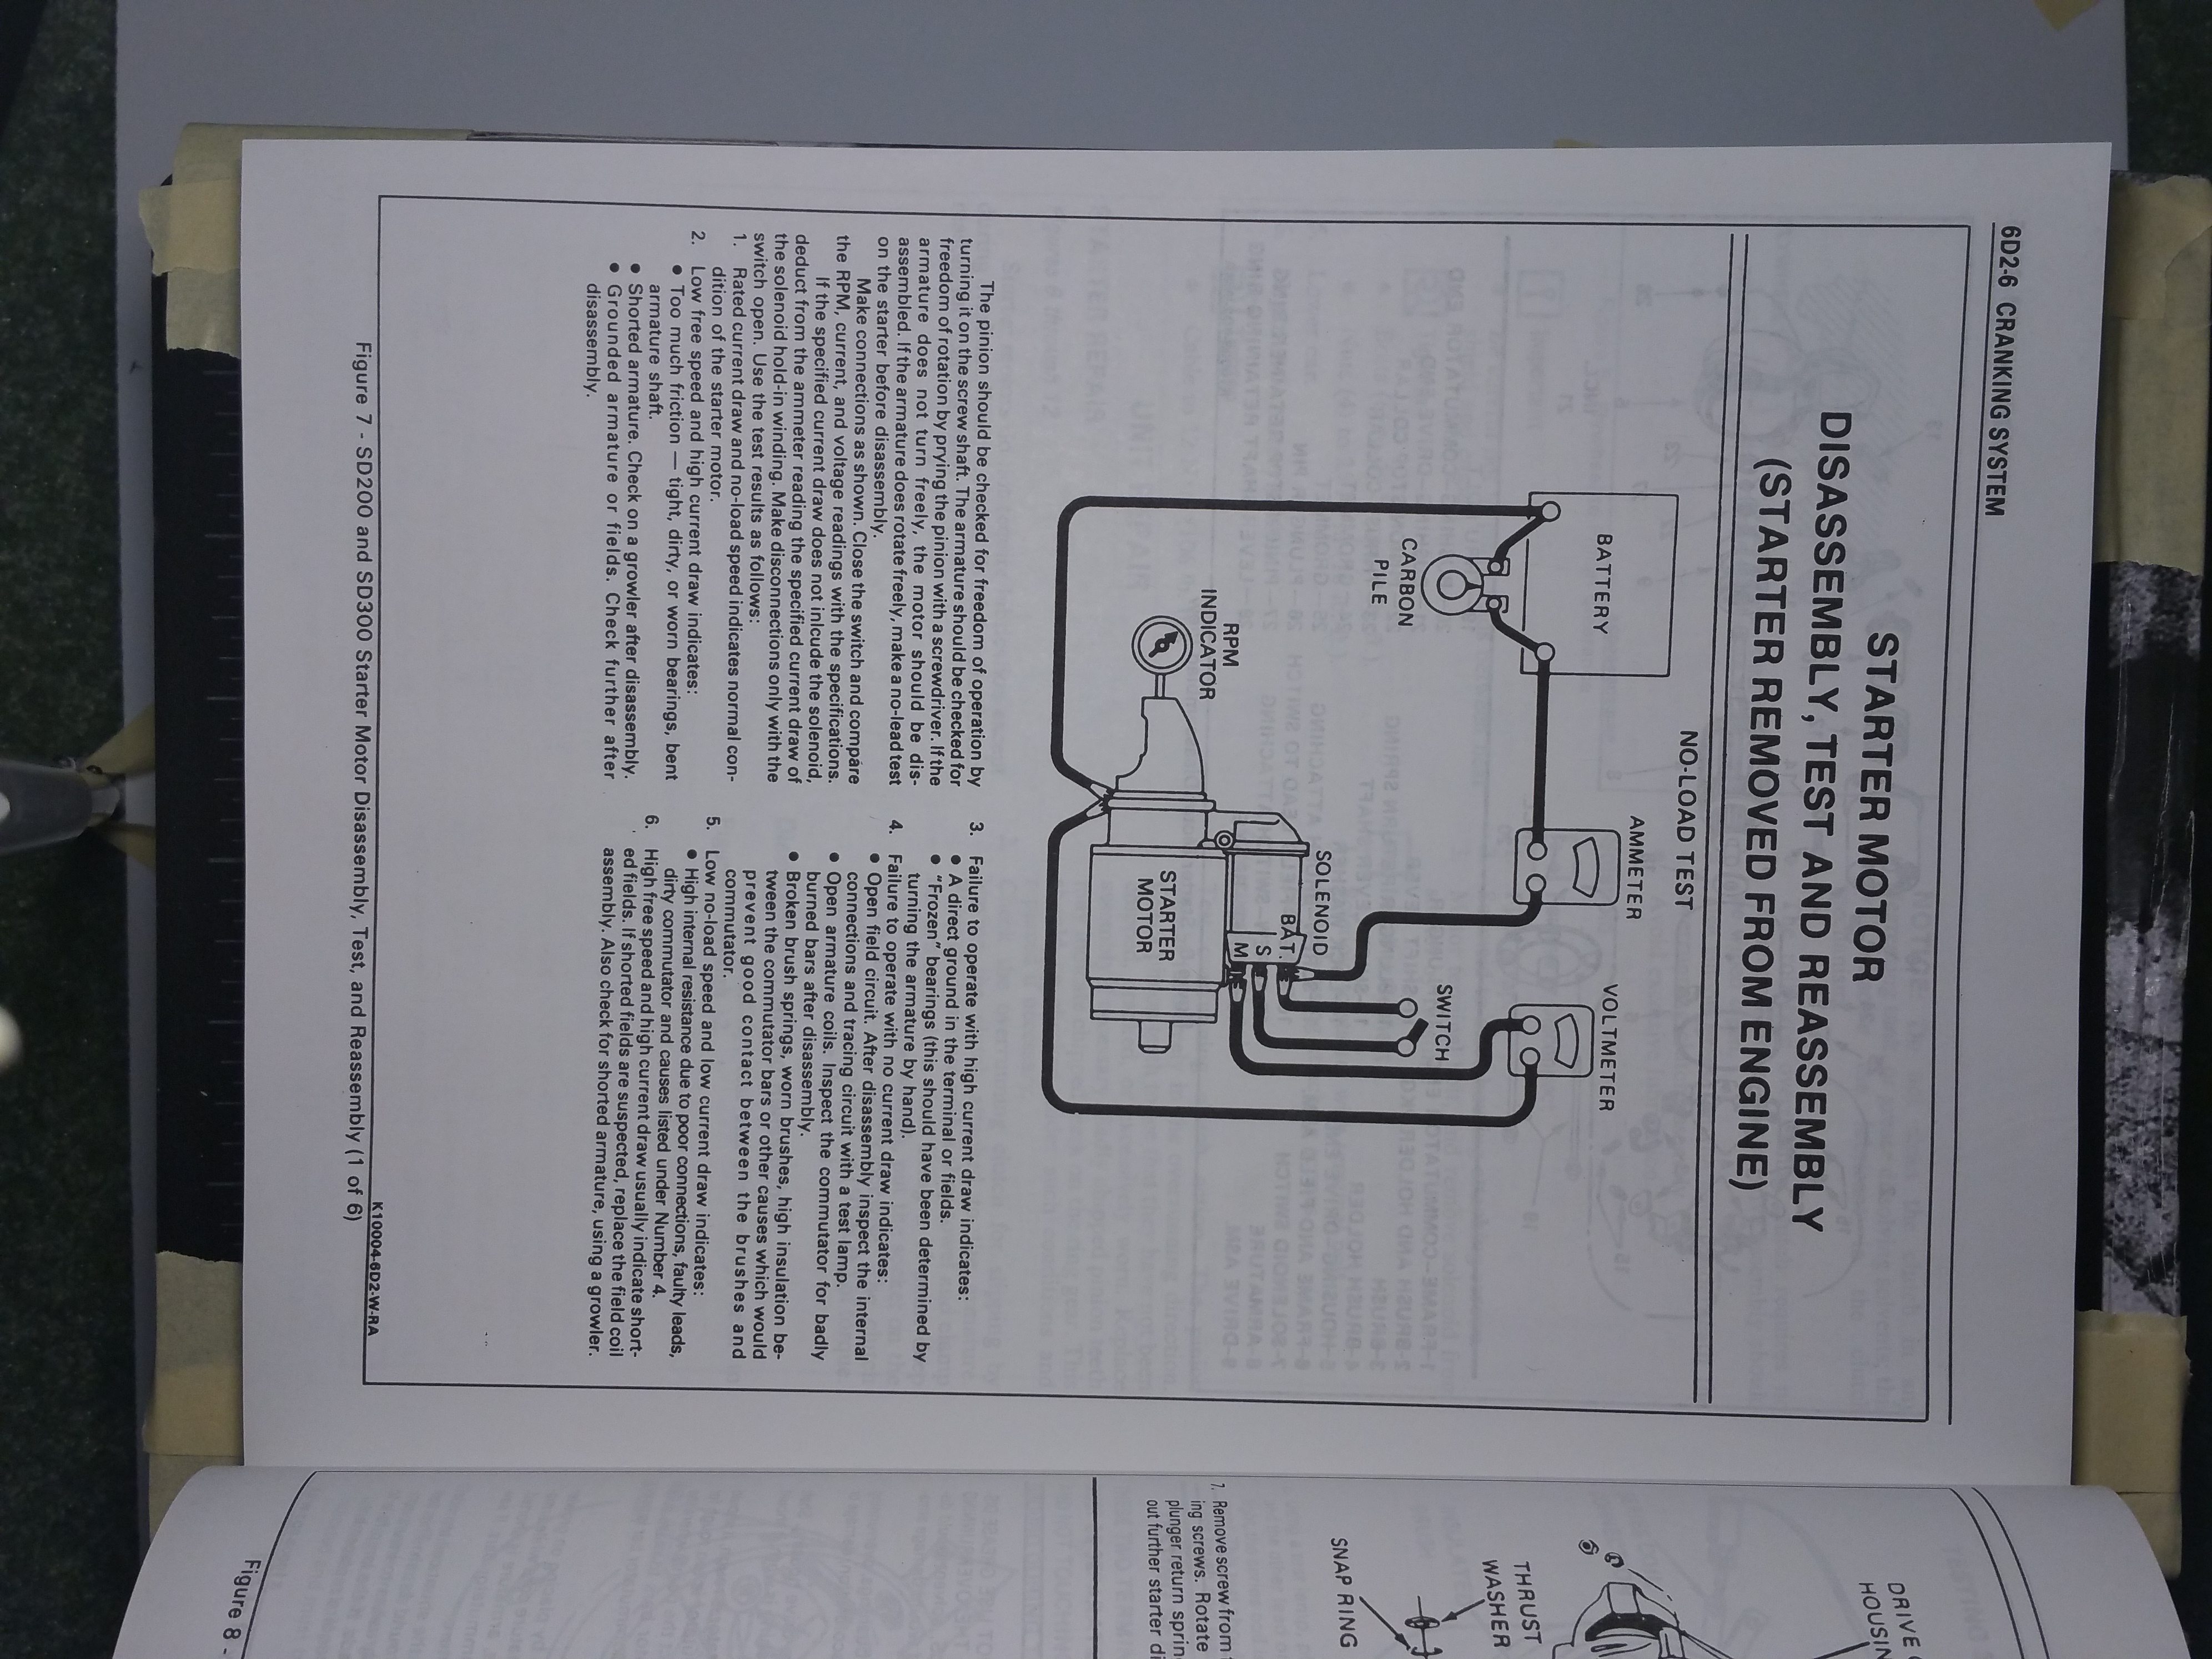 6D2-6 CRANKING SYSTEM
STARTER MOTOR
DISASSEMBLY, TEST AND REASSEMBLY
(STARTER REMOVED FROM ENGINE)
NO-LOAD TEST
BATTERY
AMMETER
VOLTMETER
CARBON
PILE
SOLENOID
SWITCH
BAT.
S
M
RPM
INDICATOR
STARTER
MOTOR
The pinion should be checked for freedom of operation by
turning it on the screw shaft. The armature should be checked for
freedom of rotation by prying the pinion with a screwdriver. If the
armature does not turn freely, the motor should be dis-
assembled. If the armature does rotate freely, make a no-lead test
on the starter before disassembly.
Make connections as shown. Close the switch and compare
the RPM, current, and voltage readings with the specifications.
If the specified current draw does not inlcude the solenoid,
deduct from the ammeter reading the specified current draw of
the solenoid hold-in winding. Make disconnections only with the
switch open. Use the test results as follows:
1. Rated current draw and no-load speed indicates normal con-
dition of the starter motor.
2. Low free speed and high current draw indicates:
● Too much friction — tight, dirty, or worn bearings, bent
armature shaft.
● Shorted armature. Check on a growler after disassembly.
● Grounded armature or fields. Check further after
disassembly.
3. Failure to operate with high current draw indicates:
● A direct ground in the terminal or fields.
● "Frozen" bearings (this should have been determined by
turning the armature by hand).
4. Failure to operate with no current draw indicates:
● Open field circuit. After disassembly inspect the internal
connections and tracing circuit with a test lamp.
● Open armature coils. Inspect the commutator for badly
burned bars after disassembly.
● Broken brush springs, worn brushes, high insulation be-
tween the commutator bars or other causes which would
prevent good contact between the brushes and
commutator.
5. Low no-load speed and low current draw indicates:
● High internal resistance due to poor connections, faulty leads,
dirty commutator and causes listed under Number 4.
6. High free speed and high current draw usually indicate short-
ed fields. If shorted fields are suspected, replace the field coil
assembly. Also check for shorted armature, using a growler.
K10004-6D2-W-RA
Figure 7 - SD200 and SD300 Starter Motor Disassembly, Test, and Reassembly (1 of 6)
DRIVE
THRUST
WASHER
SNAP RING
7. Remove screw from
ing screws. Rotate
plunger return
out further starter
Figure 8 -